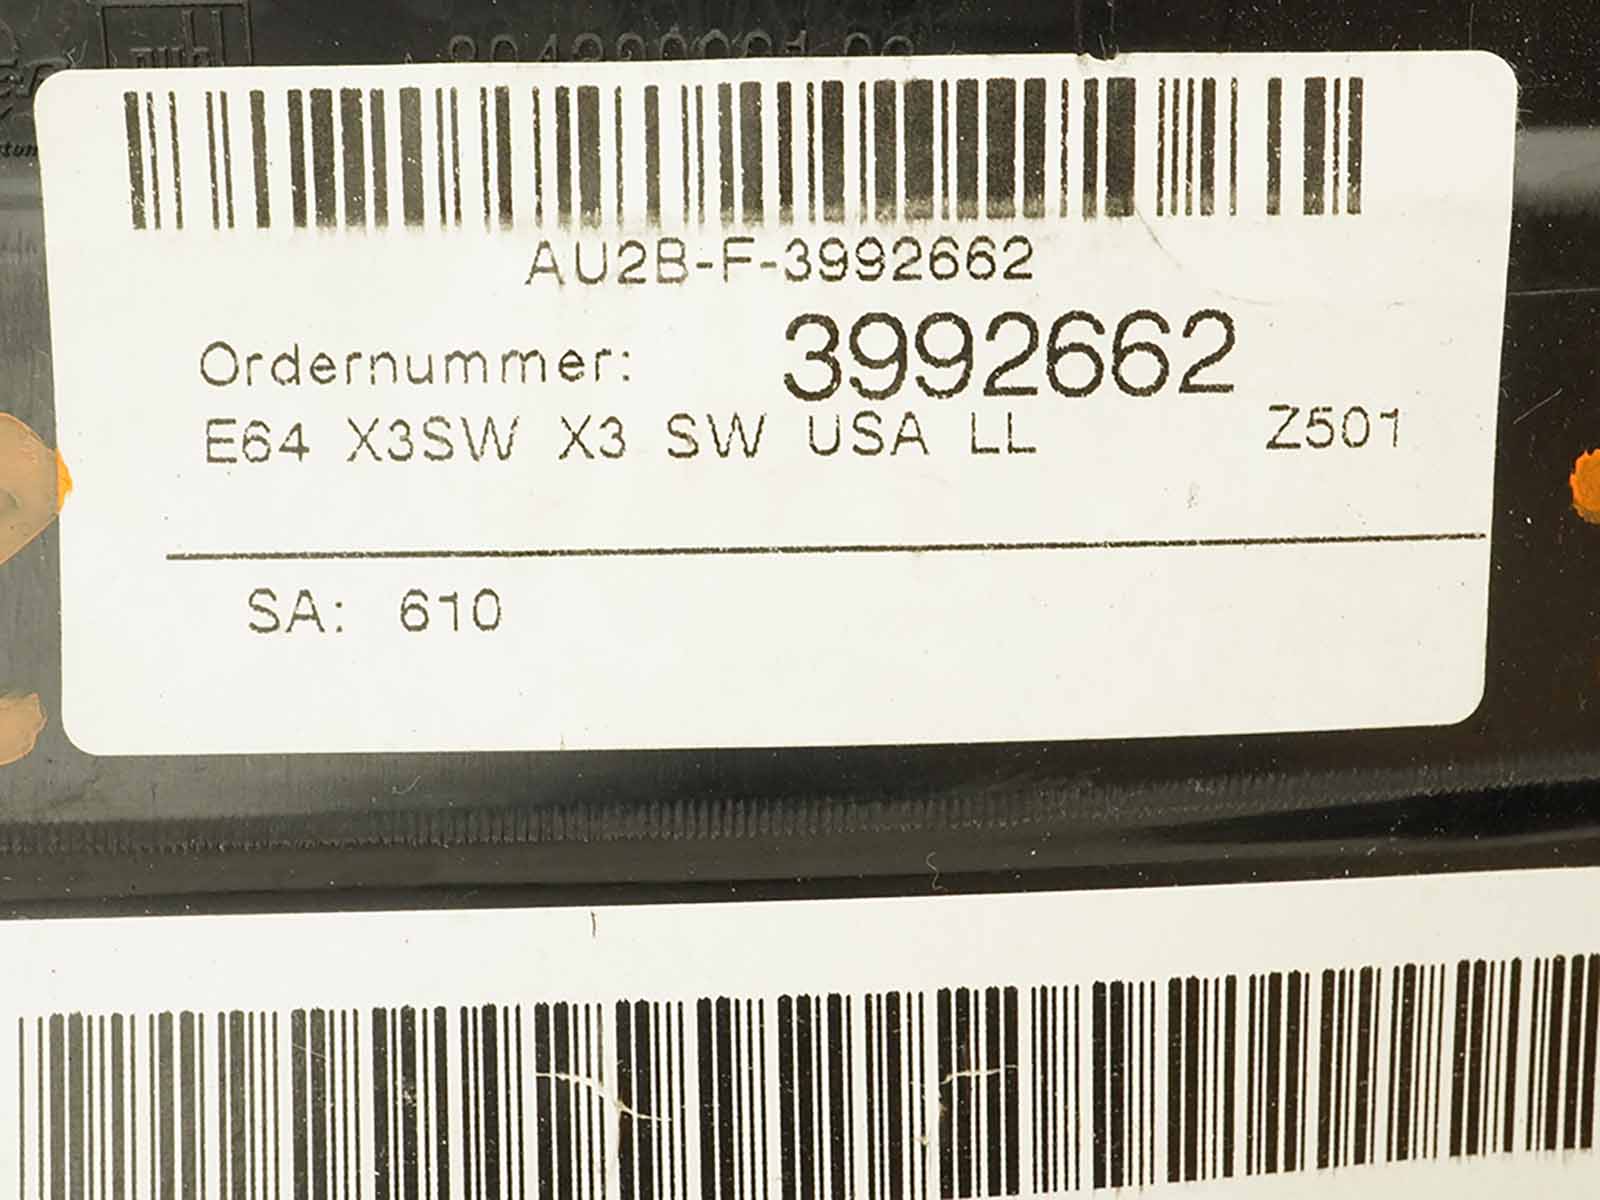 AU2B-F-3992662
Ordernummer: 3992662
E64 X3SW X3 SW USA LL Z501
SA: 610